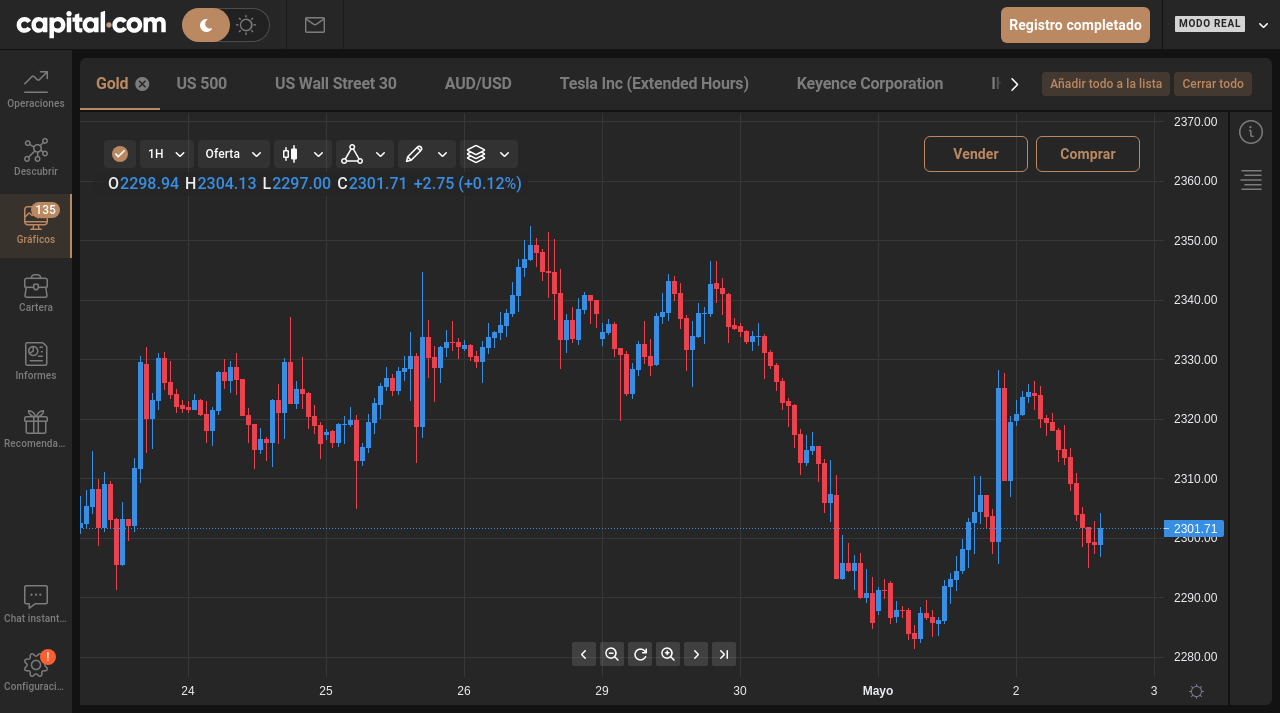 capital.com
Registro completado
MODO REAL
Gold
US 500
US Wall Street 30
AUD/USD
Tesla Inc (Extended Hours)
Keyence Corporation
Añadir todo a la lista
Cerrar todo
Operaciones
Descubrir
135
Gráficos
Cartera
Informes
Recomenda...
Chat instant...
!
Configuraci...
1H
Oferta
Vender
Comprar
O2298.94 H2304.13 L2297.00 C2301.71 +2.75 (+0.12%)
2370.00
2360.00
2350.00
2340.00
2330.00
2320.00
2310.00
2301.71
2300.00
2290.00
2280.00
24 25 26 29 30 Mayo 2 3